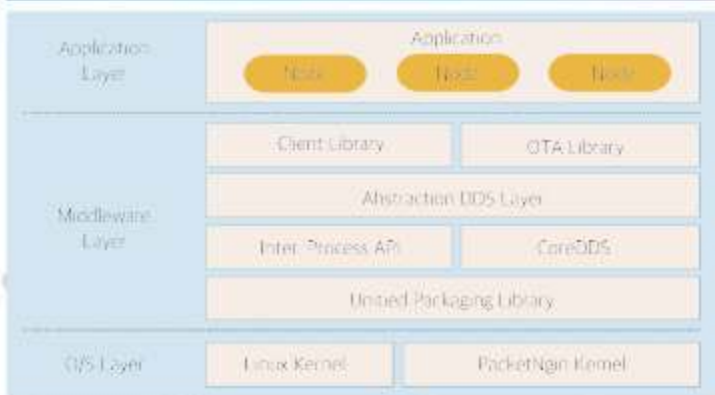 Application
Layer
Application
Node
Node
Node
Client Library
OTA Library
Abstraction DDS Layer
Middleware
Layer
Inter Process API
CoreDDS
Unified Packaging Library
O/S Layer
Linux Kernel
PacketNgin Kernel